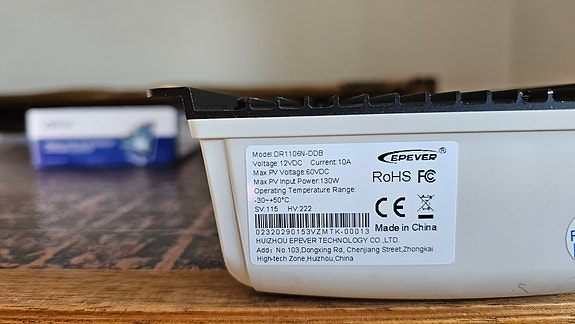 Model:DR1106N-DDB
Voltage:12VDC Current:10A
Max.PV Voltage:60VDC
Max.PV Input Power:130W
Operating Temperature Range:
-30~+50°C
SV:115 HV:222
02320290153VZMTK-00013
HUIZHOU EPEVER TECHNOLOGY CO.,LTD.
Add: No.103,Dongxing Rd, Chenjiang Street,Zhongkai
High-tech Zone,Huizhou,China
EPEVER®
RoHS FC
CE
Made in China